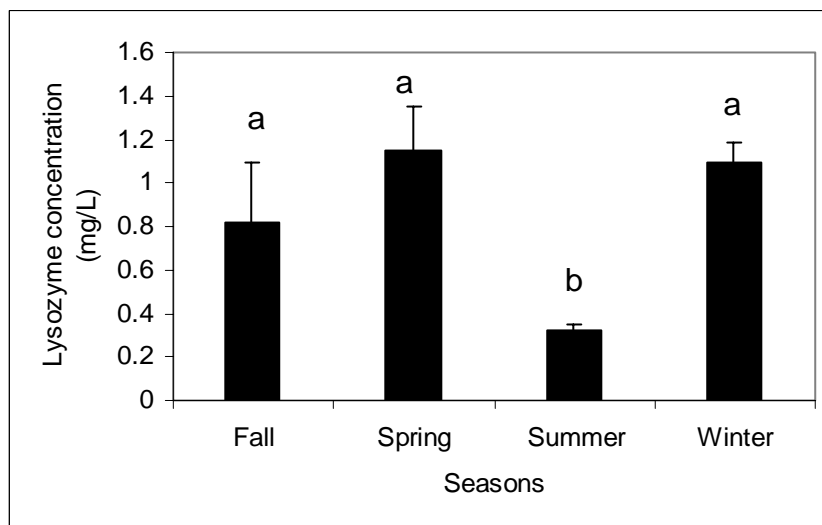 Lysozyme concentration
(mg/L)
1.6
1.4
1.2
1
0.8
0.6
0.4
0.2
0
a
a
b
a
Fall
Spring
Summer
Winter
Seasons